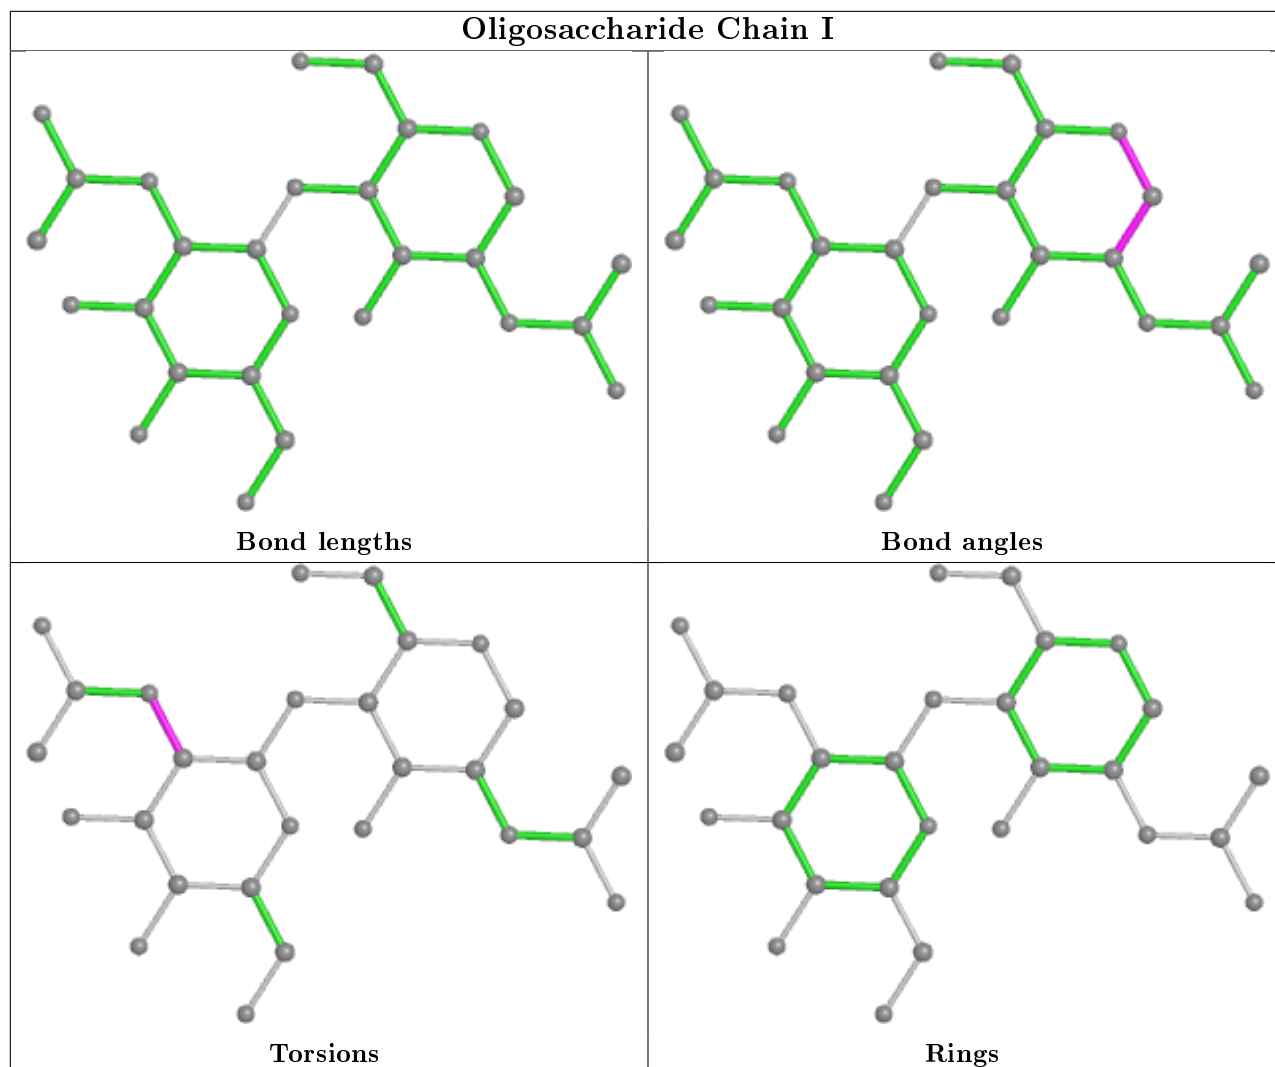 Oligosaccharide Chain I
Bond lengths
Bond angles
Torsions
Rings